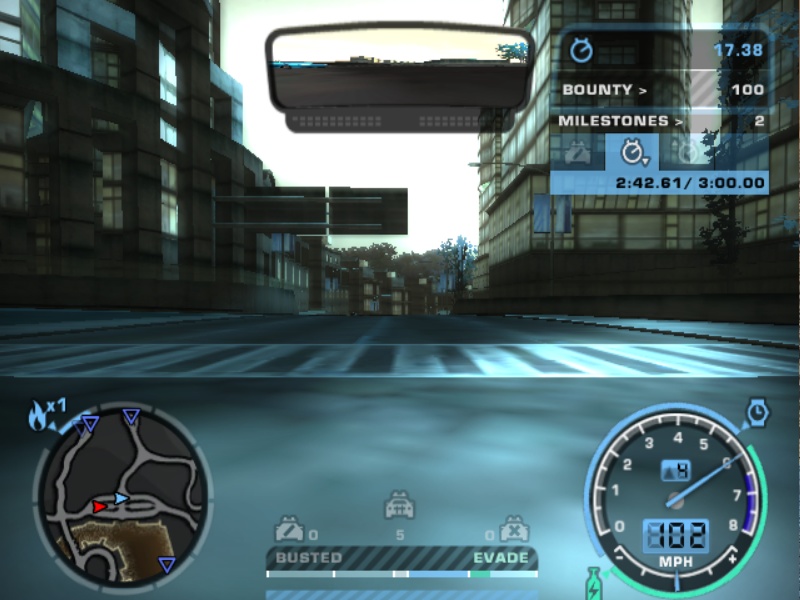 17.38
BOUNTY > 100
MILESTONES > 2
2:42.61/ 3:00.00
x1
0 1 2 3 4 5 6 7 8
4
102
MPH
0 5 0
BUSTED EVADE